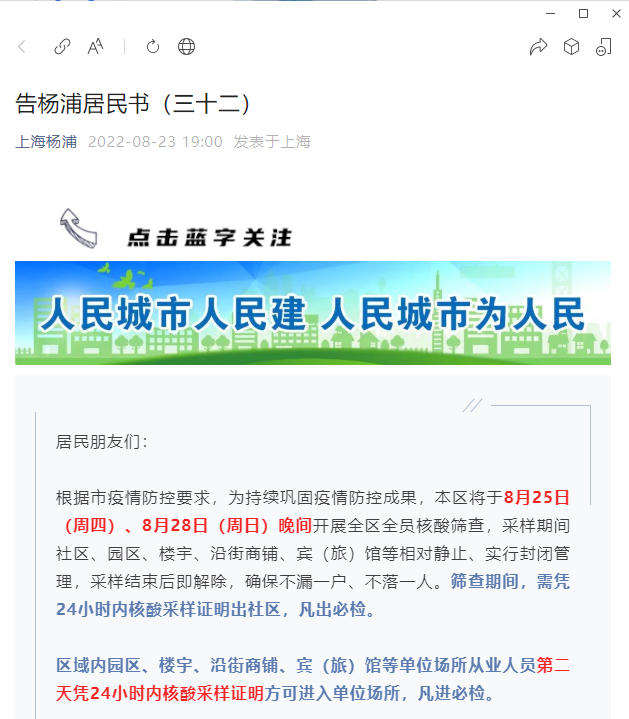 告杨浦居民书（三十二）
上海杨浦 2022-08-23 19:00 发表于上海
点击蓝字关注
人民城市人民建 人民城市为人民
居民朋友们：
根据市疫情防控要求，为持续巩固疫情防控成果，本区将于8月25日
（周四）、8月28日（周日）晚间开展全区全员核酸筛查，采样期间
社区、园区、楼宇、沿街商铺、宾（旅）馆等相对静止、实行封闭管
理，采样结束后即解除，确保不漏一户、不落一人。筛查期间，需凭
24小时内核酸采样证明出社区，凡出必检。
区域内园区、楼宇、沿街商铺、宾（旅）馆等单位场所从业人员第二
天凭24小时内核酸采样证明方可进入单位场所，凡进必检。